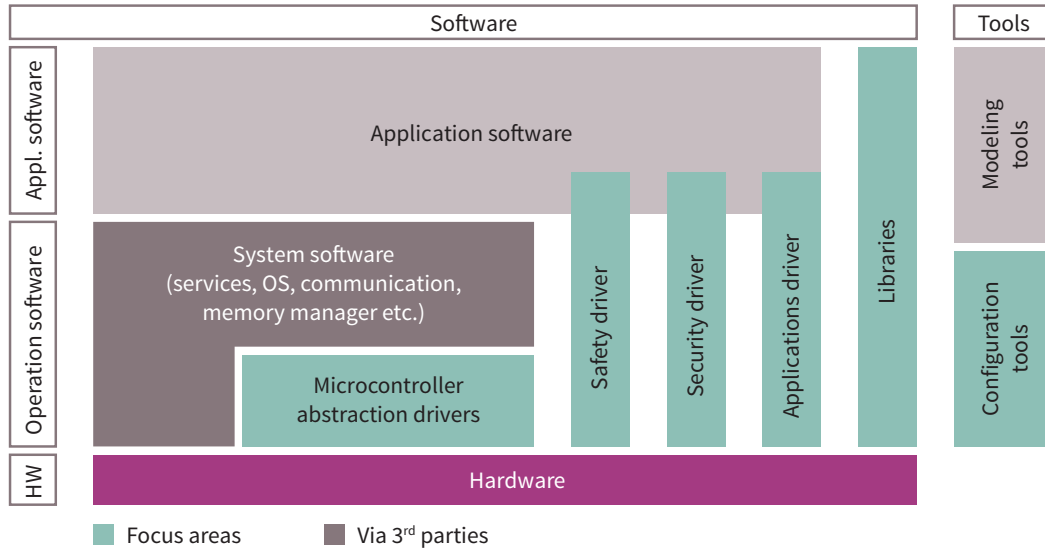 Software
Tools
Appl. software
Application software
Modeling
tools
Operation software
System software
(services, OS, communication,
memory manager etc.)
Microcontroller
abstraction drivers
Safety driver
Security driver
Applications driver
Libraries
Configuration
tools
HW
Hardware
Focus areas
Via 3rd parties